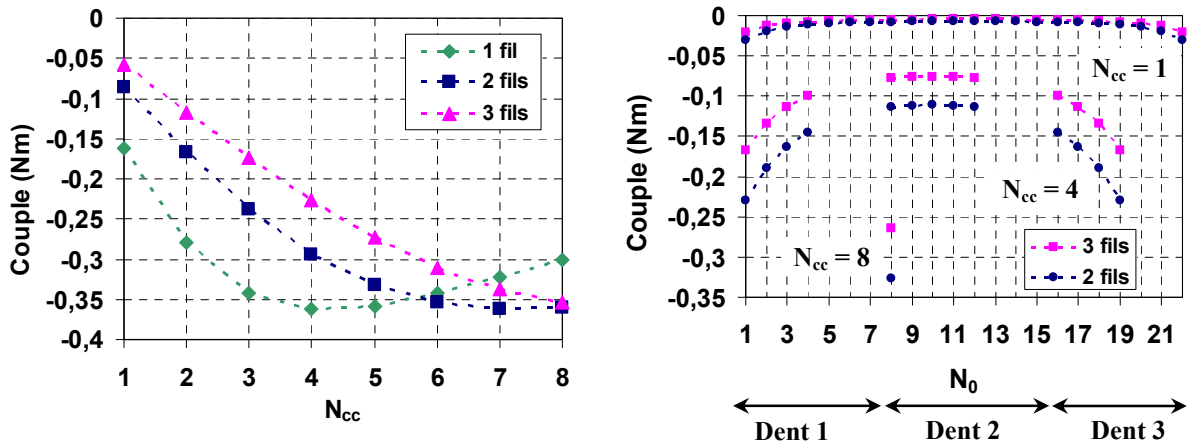 Couple (Nm)
0
-0,05
-0,1
-0,15
-0,2
-0,25
-0,3
-0,35
-0,4
1 fil
2 fils
3 fils
1 2 3 4 5 6 7 8
Ncc
Couple (Nm)
0
-0,05
-0,1
-0,15
-0,2
-0,25
-0,3
-0,35
Ncc = 1
Ncc = 4
Ncc = 8
3 fils
2 fils
1 3 5 7 9 11 13 15 17 19 21
N0
Dent 1 Dent 2 Dent 3